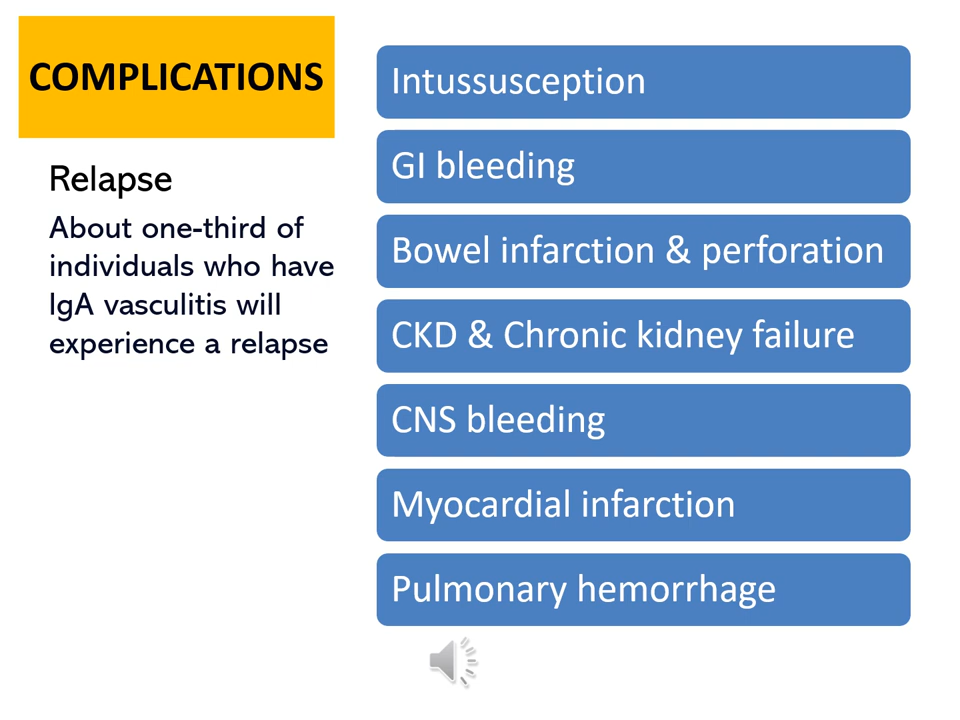 COMPLICATIONS
Relapse
About one-third of
individuals who have
IgA vasculitis will
experience a relapse
Intussusception
GI bleeding
Bowel infarction & perforation
CKD & Chronic kidney failure
CNS bleeding
Myocardial infarction
Pulmonary hemorrhage